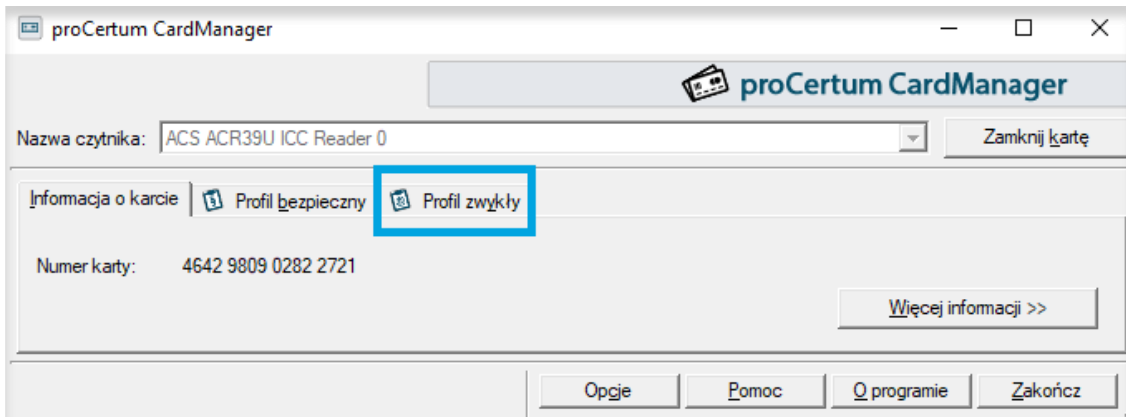 proCertum CardManager
proCertum CardManager
Nazwa czytnika: ACS ACR39U ICC Reader 0 Zamknij kartę
Informacja o karcie Profil bezpieczny Profil zwykły
Numer karty: 4642 9809 0282 2721
Więcej informacji >>
Opcje Pomoc O programie Zakończ